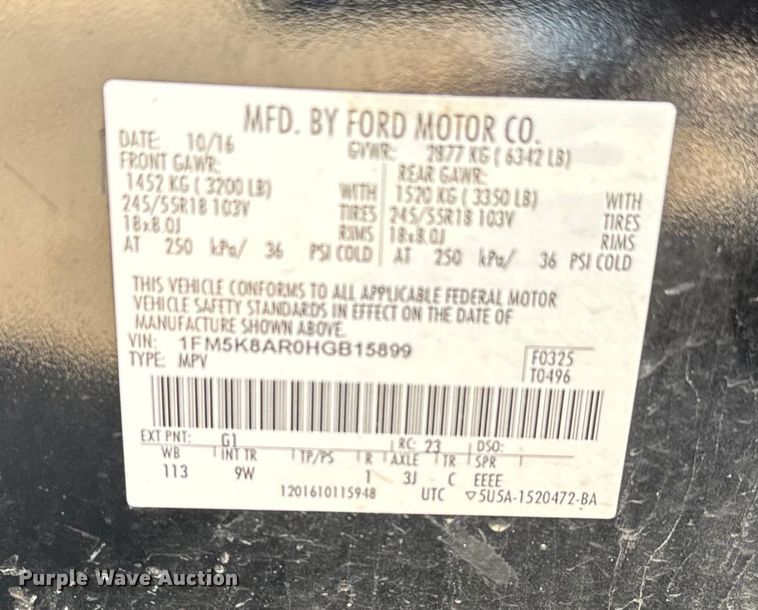 MFD. BY FORD MOTOR CO.
DATE: 10/16 GVWR: 2877 KG ( 6342 LB)
FRONT GAWR: REAR GAWR:
1452 KG ( 3200 LB) WITH 1520 KG ( 3350 LB) WITH
245/55R18 103V TIRES 245/55R18 103V TIRES
18x8.0J RIMS 18x8.0J RIMS
AT 250 kPa/ 36 PSI COLD AT 250 kPa/ 36 PSI COLD
THIS VEHICLE CONFORMS TO ALL APPLICABLE FEDERAL MOTOR
VEHICLE SAFETY STANDARDS IN EFFECT ON THE DATE OF
MANUFACTURE SHOWN ABOVE.
VIN: 1FM5K8AR0HGB15899
TYPE: MPV
F0325
T0496
EXT PNT: G1 RC: 23 DSO:
WB INT TR TP/PS R AXLE TR SPR
113 9W 1 3J C EEEE
1201610115948 UTC ▽5U5A-1520472-BA
Purple Wave Auction